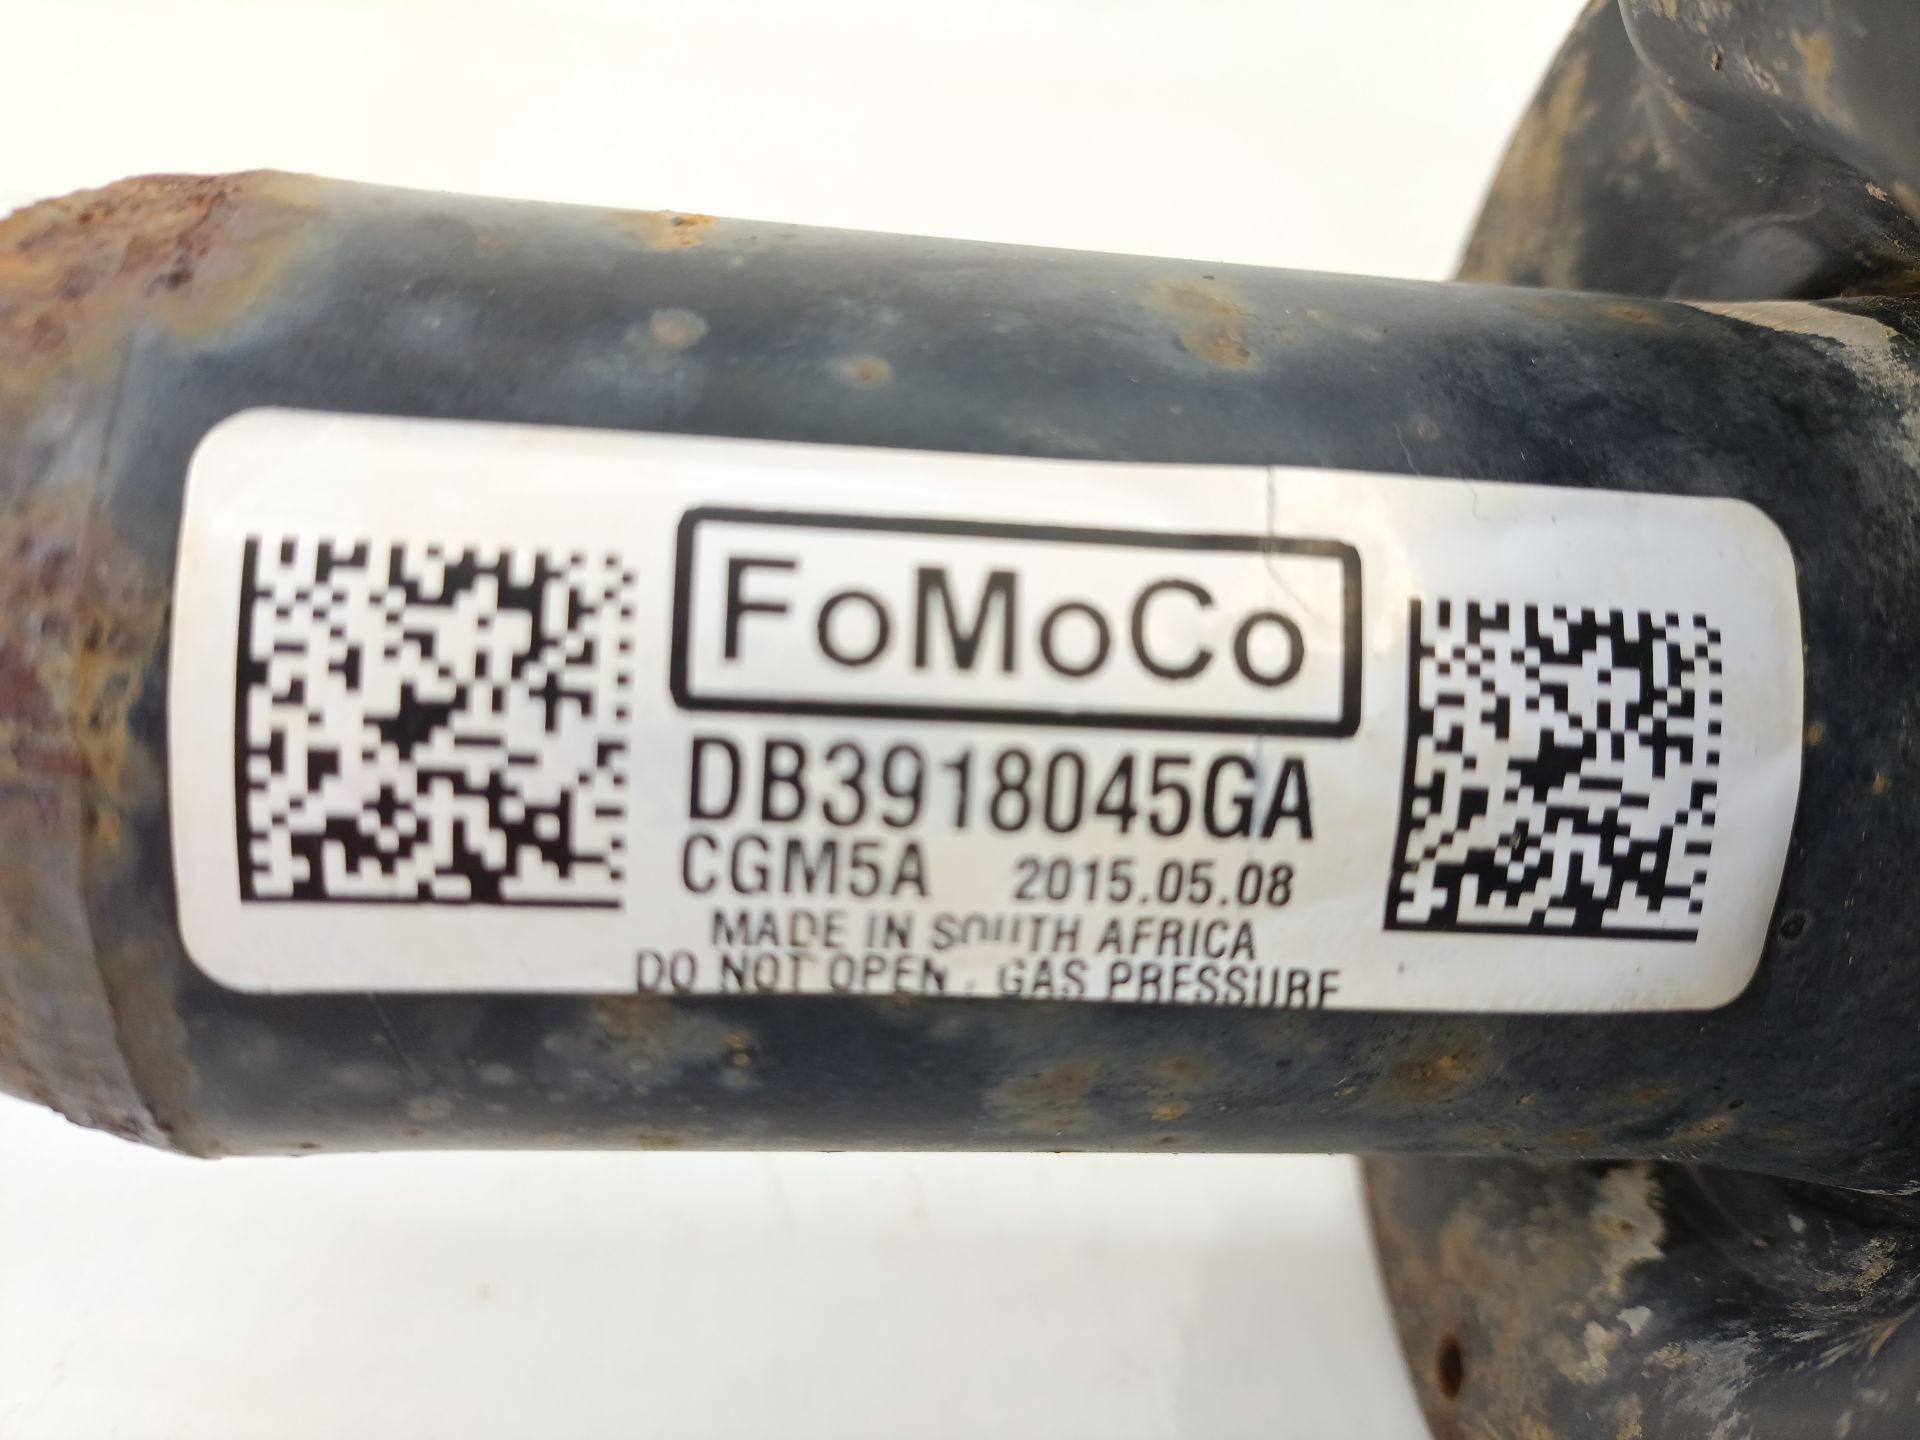 FoMoCo
DB3918045GA
CGM5A 2015.05.08
MADE IN SOUTH AFRICA
DO NOT OPEN . GAS PRESSURE